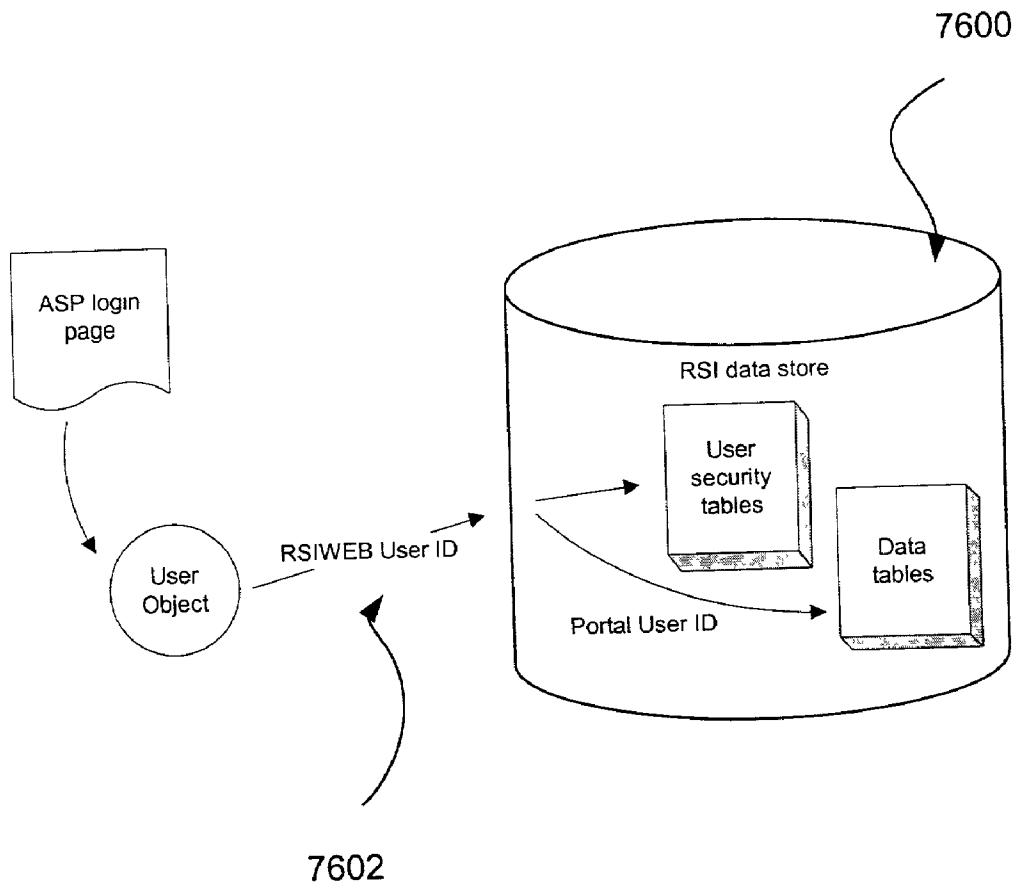 7600
ASP login
page
RSI data store
User
security
tables
RSIWEB User ID
Data
tables
User
Object
Portal User ID
7602